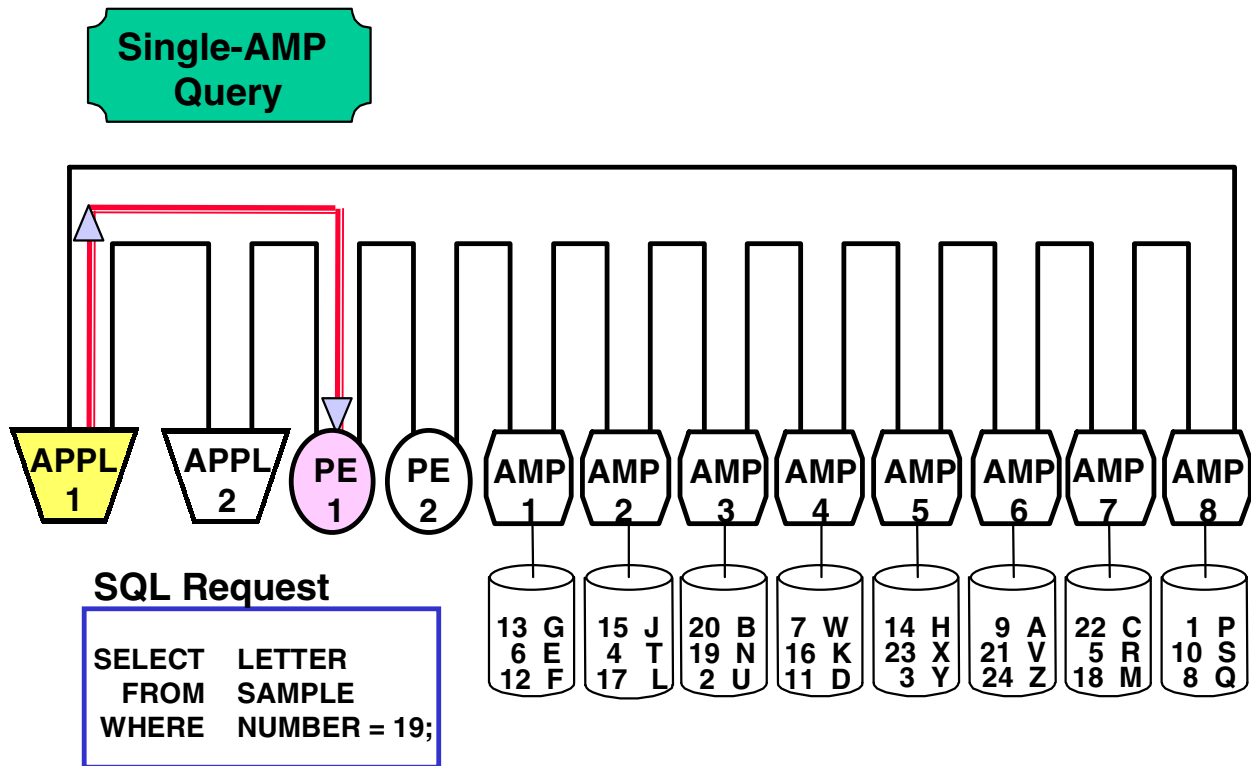 Single-AMP
Query
APPL
1
APPL
2
PE
1
PE
2
AMP
1
AMP
2
AMP
3
AMP
4
AMP
5
AMP
6
AMP
7
AMP
8
SQL Request
SELECT LETTER
FROM SAMPLE
WHERE NUMBER = 19;
13 G
6 E
12 F
15 J
4 T
17 L
20 B
19 N
2 U
7 W
16 K
11 D
14 H
23 X
3 Y
9 A
21 V
24 Z
22 C
5 R
18 M
1 P
10 S
8 Q